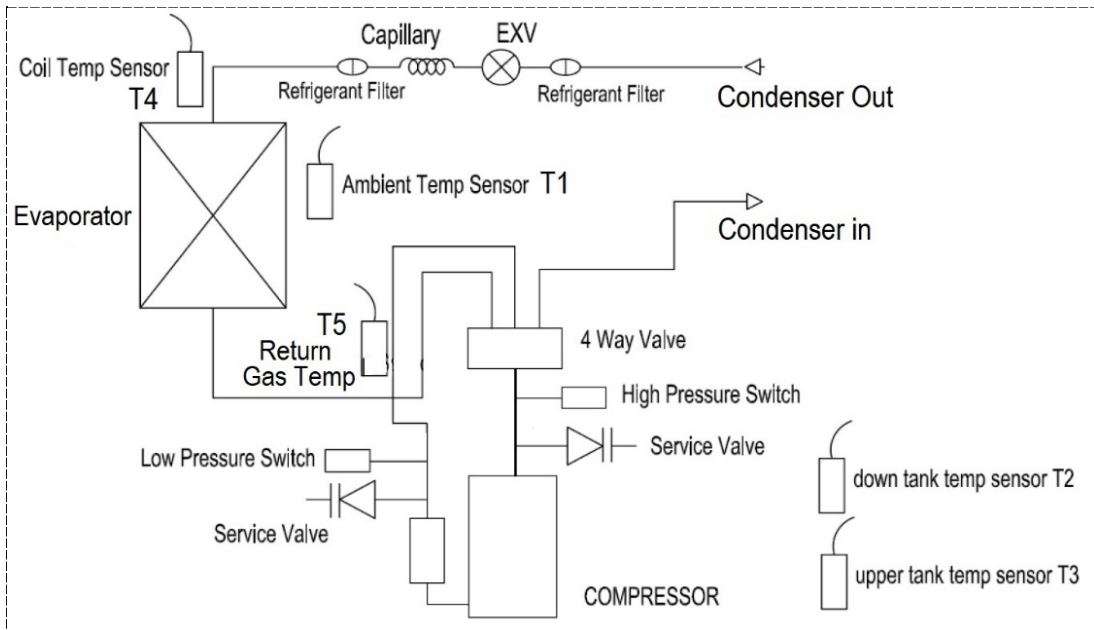 Capillary
EXV
Coil Temp Sensor
T4
Refrigerant Filter
Refrigerant Filter
Condenser Out
Ambient Temp Sensor T1
Evaporator
Condenser in
T5
Return
Gas Temp
4 Way Valve
High Pressure Switch
Low Pressure Switch
Service Valve
Service Valve
down tank temp sensor T2
upper tank temp sensor T3
COMPRESSOR